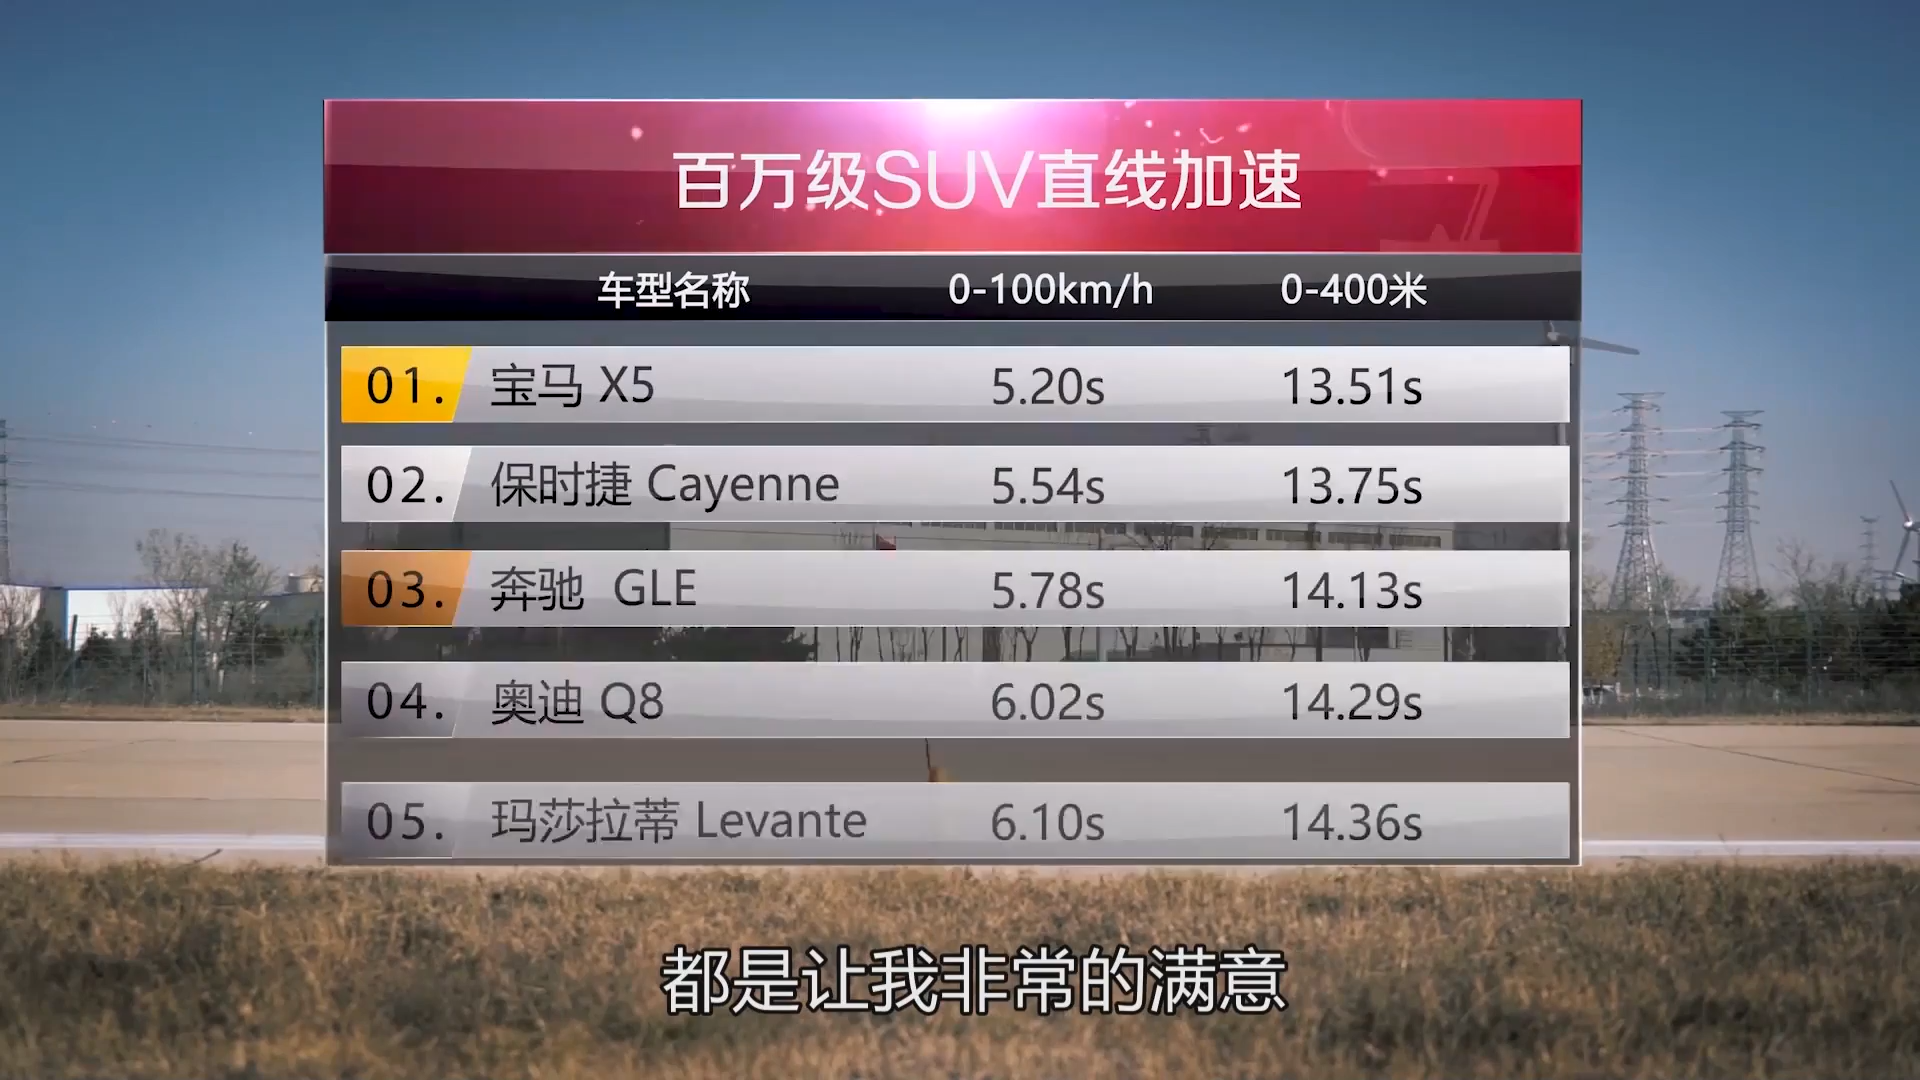 百万级SUV直线加速
车型名称 0-100km/h 0-400米
01. 宝马 X5 5.20s 13.51s
02. 保时捷 Cayenne 5.54s 13.75s
03. 奔驰 GLE 5.78s 14.13s
04. 奥迪 Q8 6.02s 14.29s
05. 玛莎拉蒂 Levante 6.10s 14.36s
都是让我非常的满意